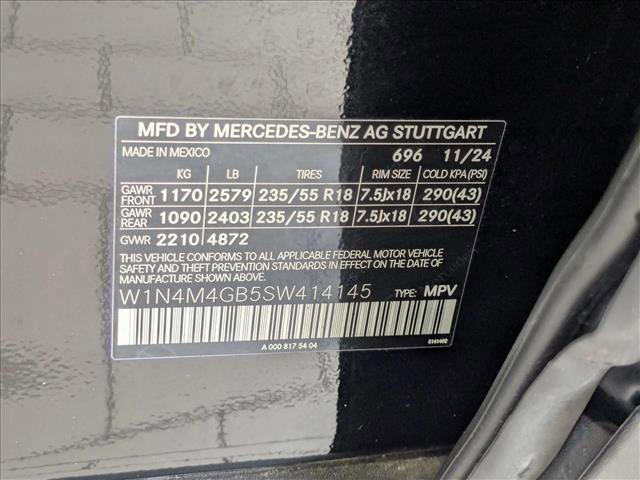 MFD BY MERCEDES-BENZ AG STUTTGART
MADE IN MEXICO 696 11/24
KG LB TIRES RIM SIZE COLD KPA(PSI)
GAWR FRONT 1170 2579 235/55 R18 7.5Jx18 290(43)
GAWR REAR 1090 2403 235/55 R18 7.5Jx18 290(43)
GVWR 2210 4872
THIS VEHICLE CONFORMS TO ALL APPLICABLE FEDERAL MOTOR VEHICLE
SAFETY, BUMPER, AND THEFT PREVENTION STANDARDS IN EFFECT
ON THE DATE OF MANUFACTURE SHOWN ABOVE.
W1N4M4GB5SW414145 TYPE: MPV
A 000 817 54 04